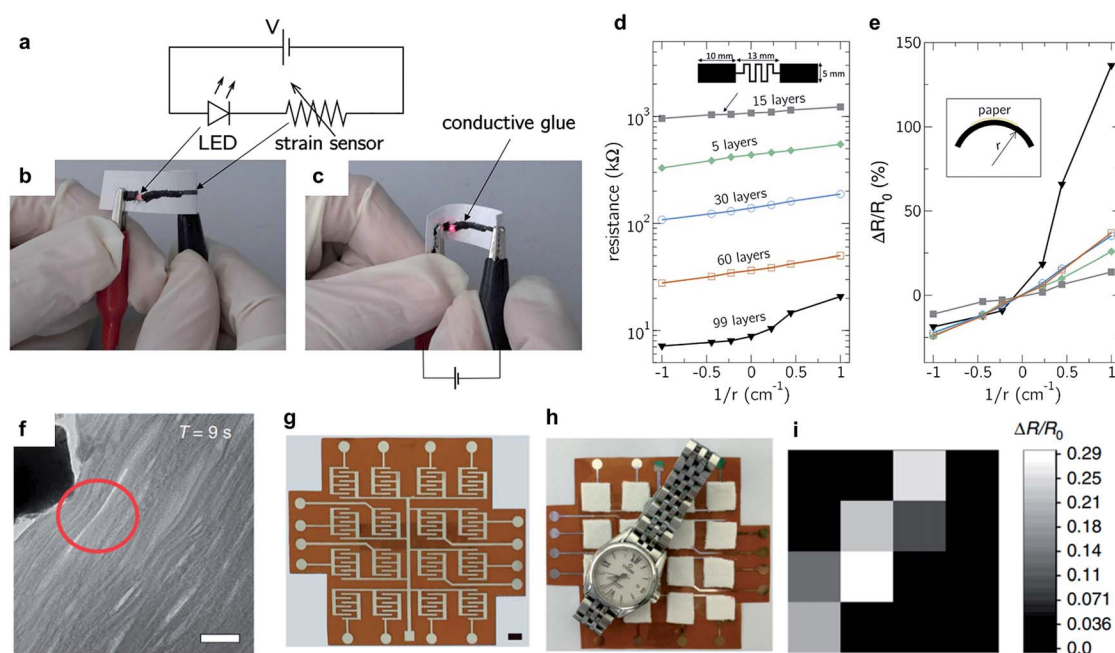 a
V
LED
strain sensor
conductive glue
b
c
d
10 mm
13 mm
5 mm
15 layers
5 layers
30 layers
60 layers
99 layers
10³
10²
10¹
resistance (kΩ)
-1
-0.5
0
0.5
1
1/r (cm⁻¹)
e
150
100
50
0
ΔR/R₀ (%)
paper
r
-1
-0.5
0
0.5
1
1/r (cm⁻¹)
f
T = 9 s
g
h
i
ΔR/R₀
0.29
0.25
0.21
0.18
0.14
0.11
0.071
0.036
0.0